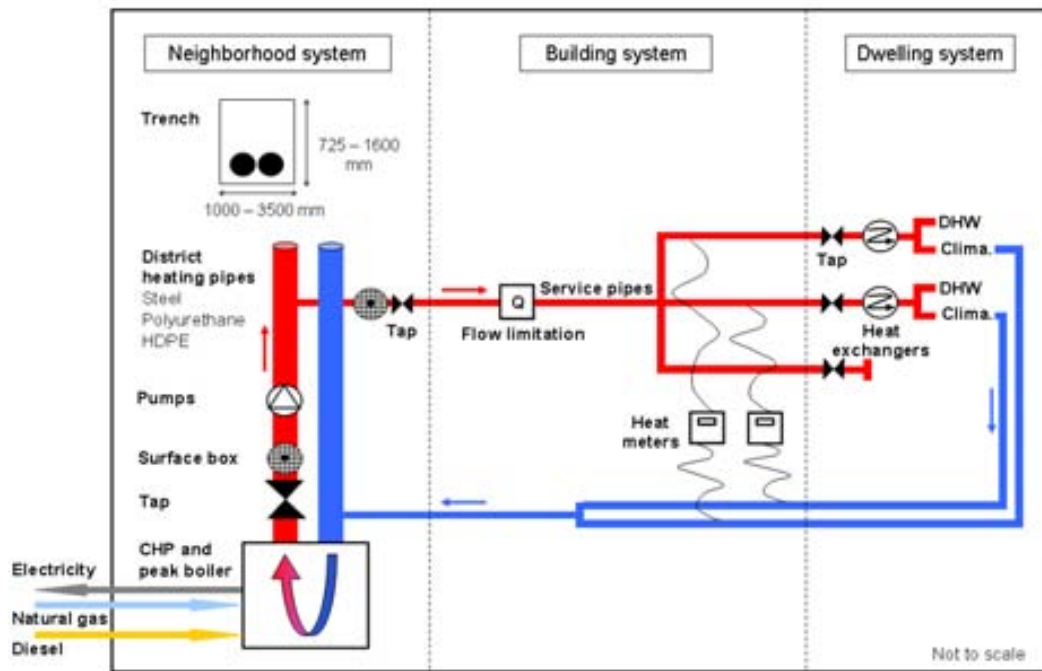 Neighborhood system
Building system
Dwelling system
Trench
725 – 1600
mm
1000 – 3500 mm
District
heating pipes
Steel
Polyurethane
HDPE
Tap
Q
Flow limitation
Service pipes
Tap
DHW
Clima.
DHW
Clima.
Heat
exchangers
Pumps
Heat
meters
Surface box
Tap
CHP and
peak boiler
Electricity
Natural gas
Diesel
Not to scale